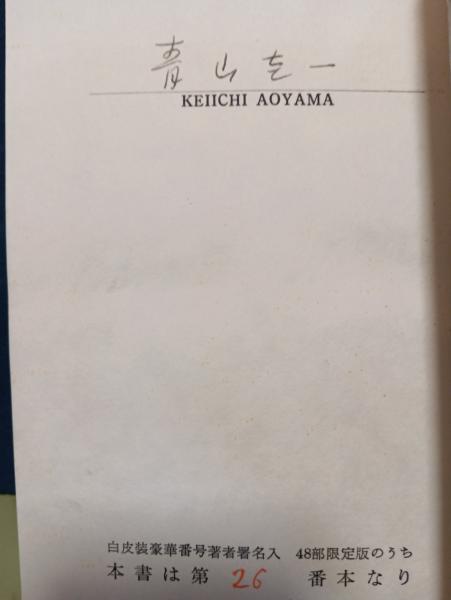 青山圭一
KEIICHI AOYAMA
白皮装豪華番号著者署名入 48部限定版のうち
本書は第 26 番本なり